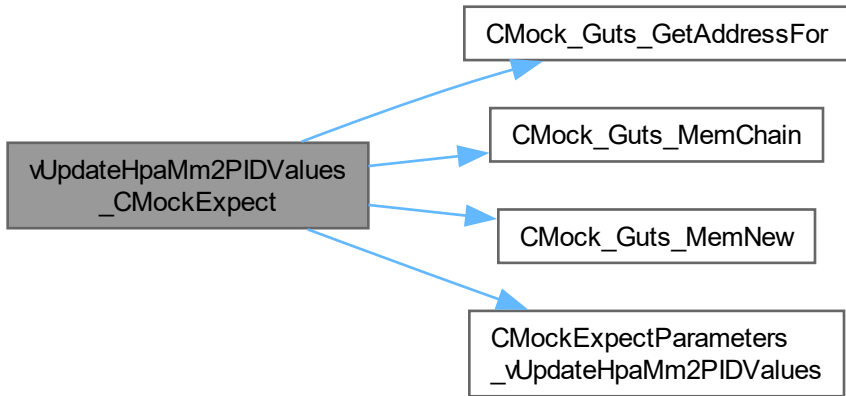 vUpdateHpaMm2PIDValues
_CMockExpect
CMock_Guts_GetAddressFor
CMock_Guts_MemChain
CMock_Guts_MemNew
CMockExpectParameters
_vUpdateHpaMm2PIDValues